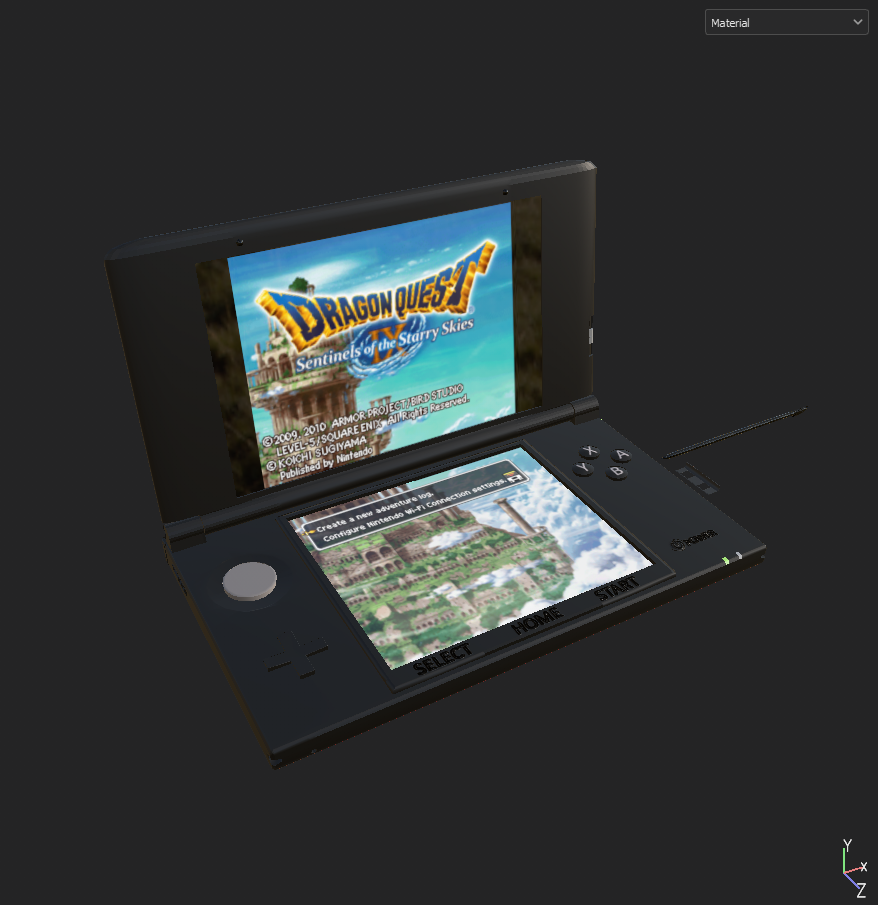 Material
DRAGON QUEST
IX
Sentinels of the Starry Skies
©2009, 2010 ARMOR PROJECT/BIRD STUDIO
LEVEL-5/SQUARE ENIX All Rights Reserved.
© KOICHI SUGIYAMA
Published by Nintendo
Create a new adventure log.
Configure Nintendo Wi-Fi Connection settings.
X
A
Y
B
POWER
SELECT
HOME
START
Y
X
Z